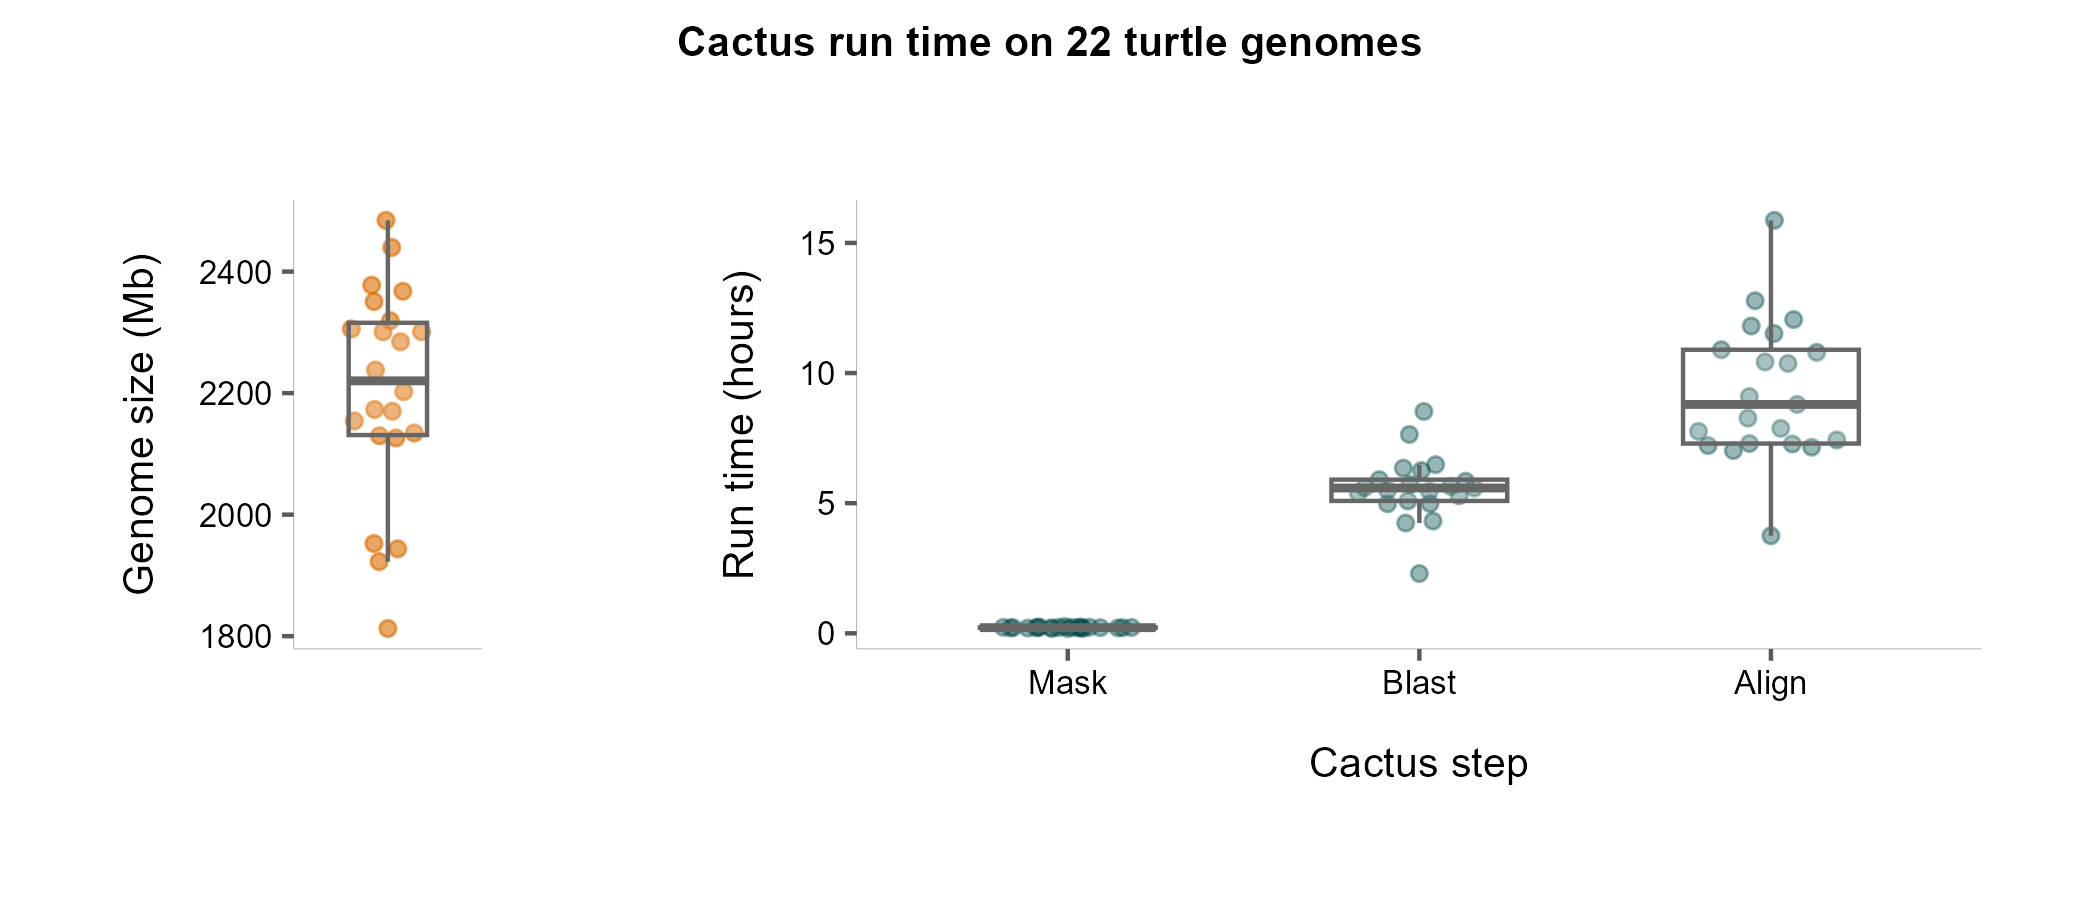 Cactus run time on 22 turtle genomes
Genome size (Mb)
2400
2200
2000
1800
Run time (hours)
15
10
5
0
Mask
Blast
Align
Cactus step